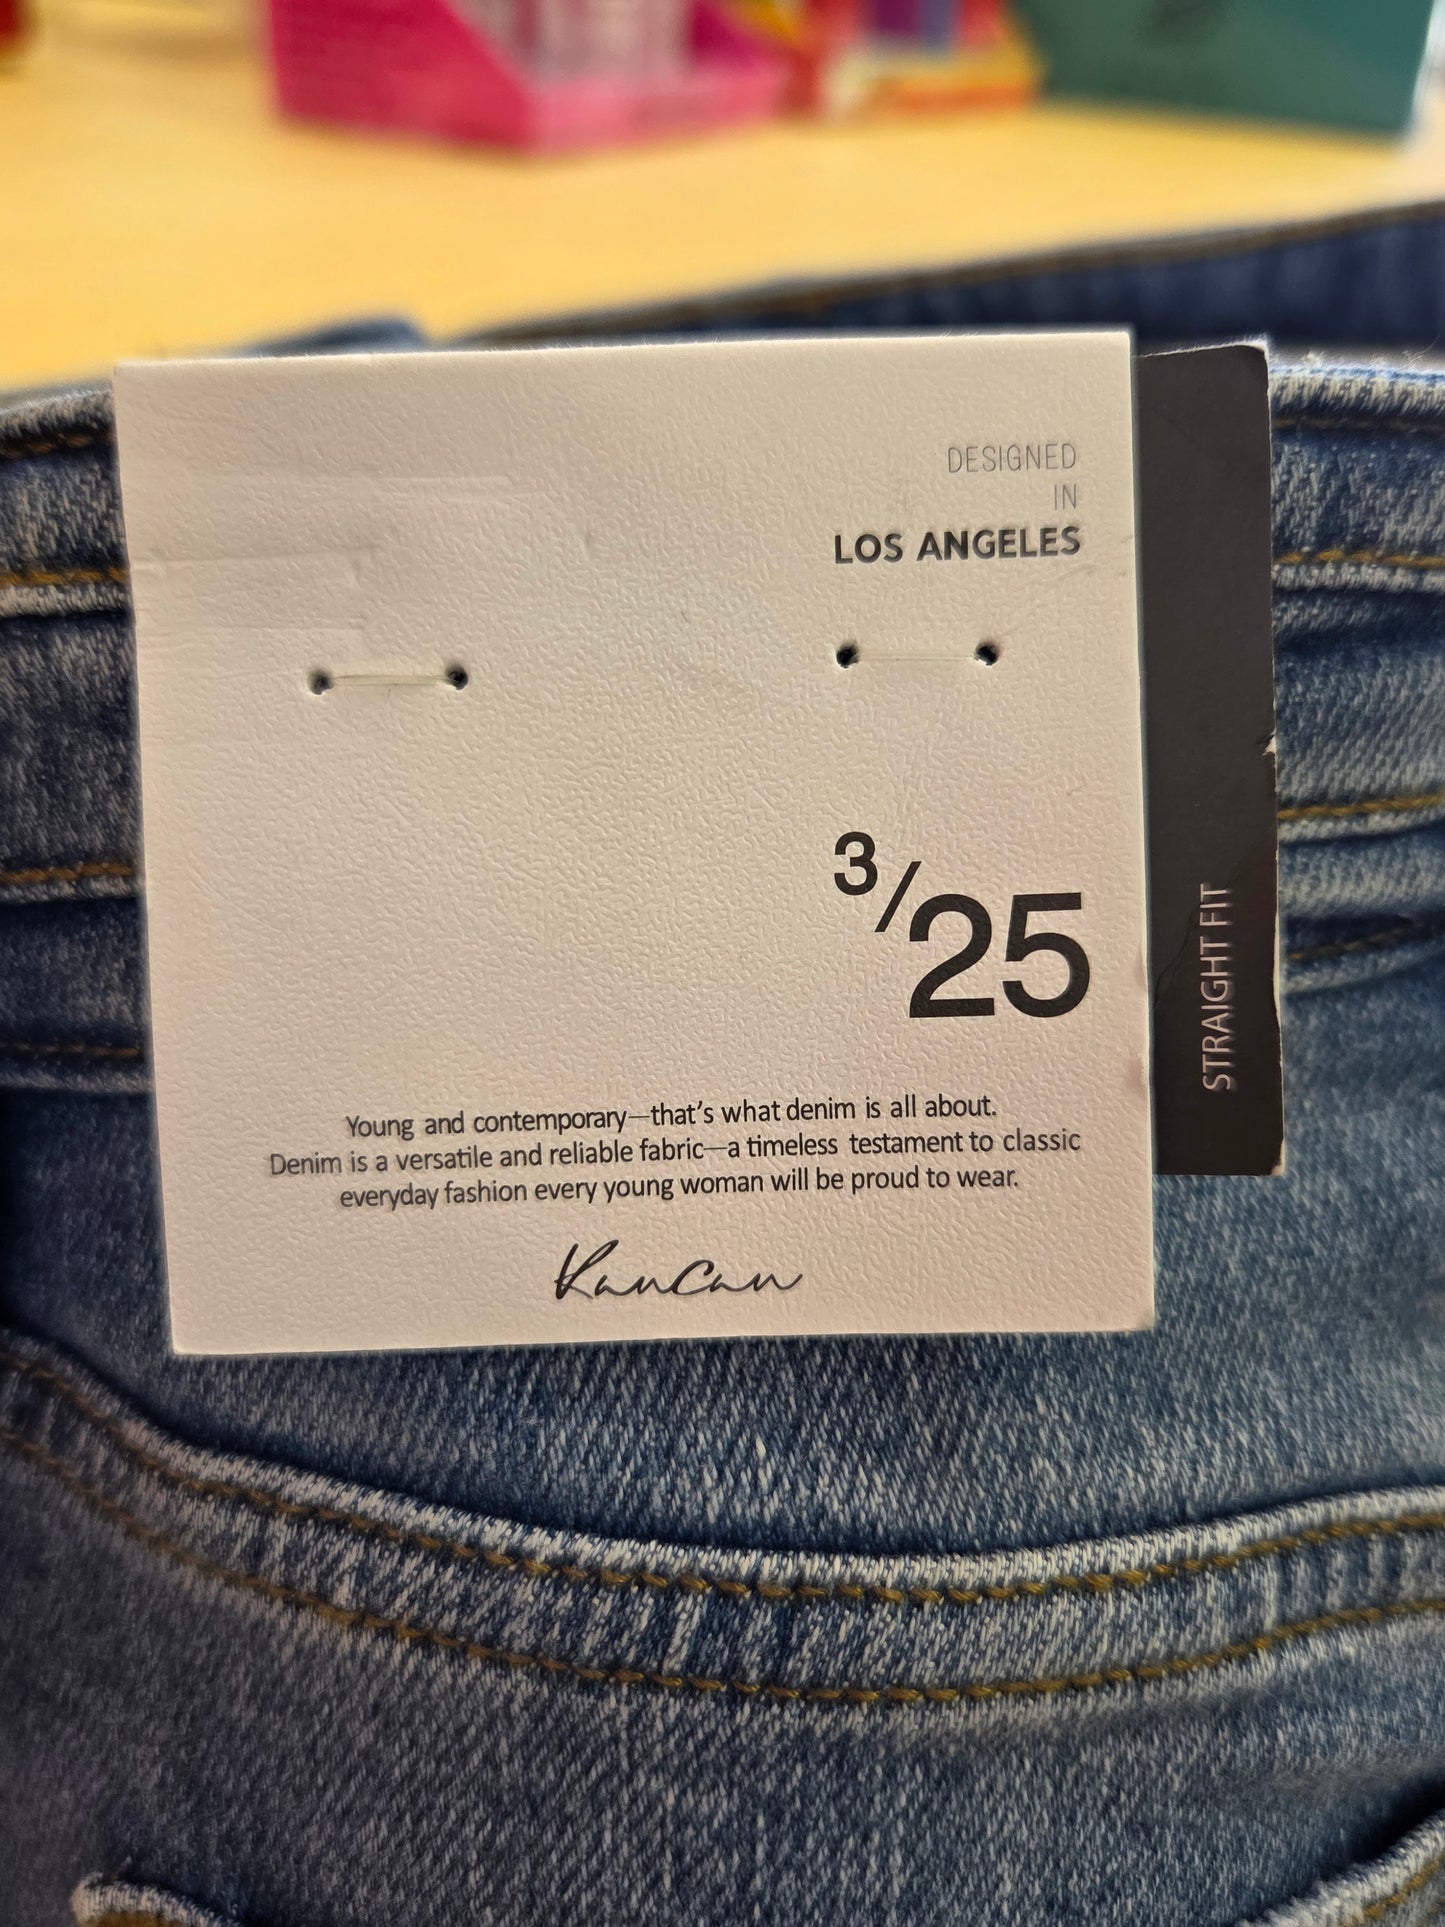 DESIGNED
IN
LOS ANGELES
3/25
STRAIGHT FIT
Young and contemporary—that's what denim is all about.
Denim is a versatile and reliable fabric—a timeless testament to classic
everyday fashion every young woman will be proud to wear.
KanCan